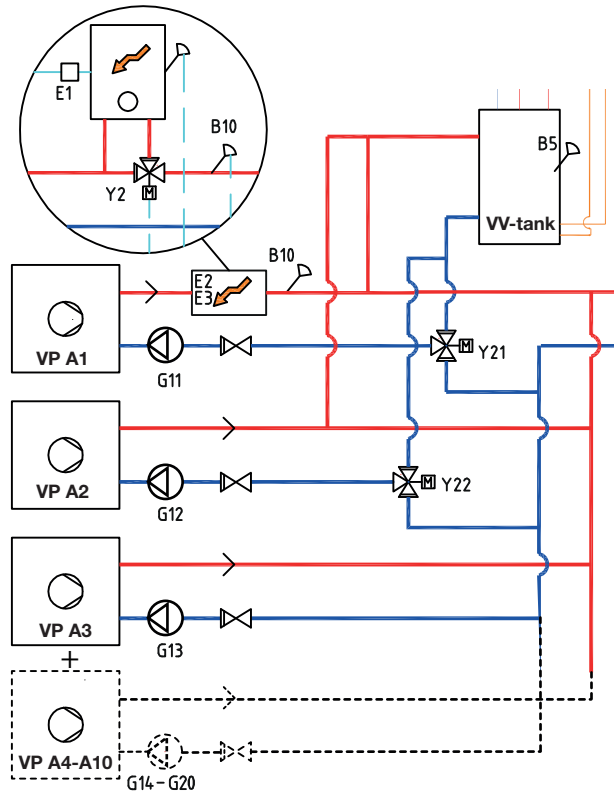 E1
B10
Y2
M
B5
VV-tank
B10
E2
E3
VP A1
G11
M
Y21
VP A2
G12
M
Y22
VP A3
G13
+
VP A4-A10
G14-G20